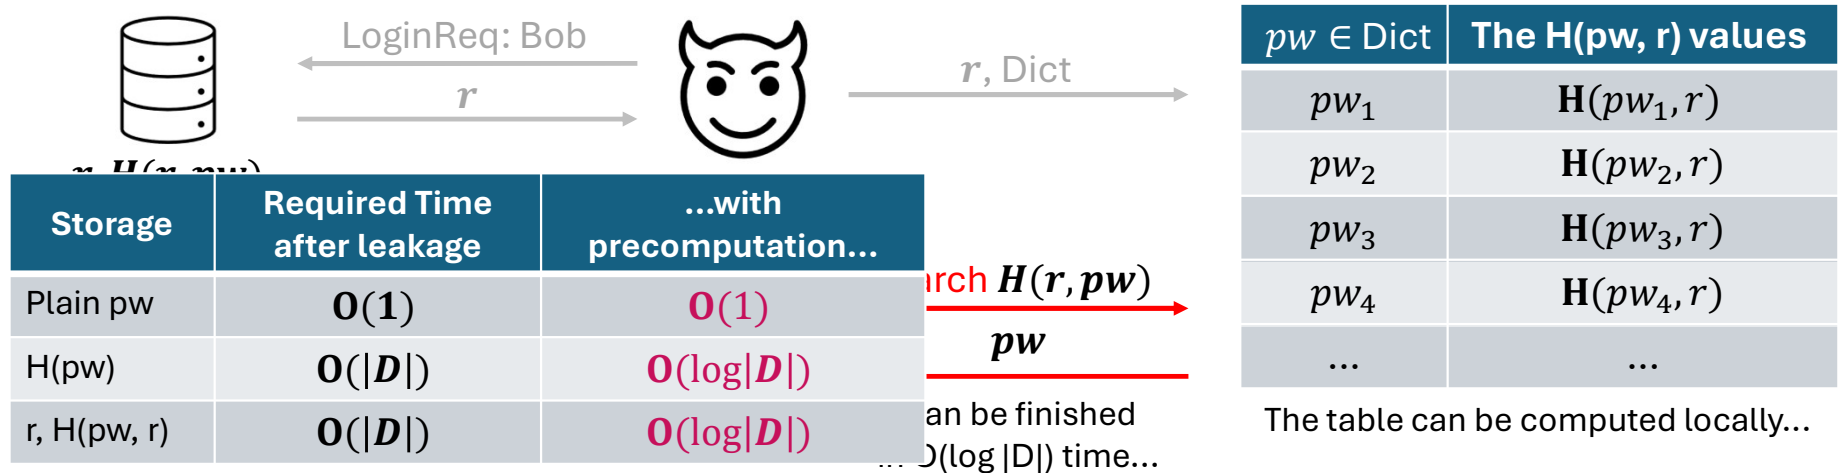 LoginReq: Bob
r
r, Dict
pw ∈ Dict The H(pw, r) values
pw₁ H(pw₁, r)
pw₂ H(pw₂, r)
pw₃ H(pw₃, r)
pw₄ H(pw₄, r)
... ...
The table can be computed locally...
Storage Required Time after leakage ...with precomputation...
Plain pw O(1) O(1)
H(pw) O(|D|) O(log|D|)
r, H(pw, r) O(|D|) O(log|D|)
H(r, pw)
pw
be finished
O(log |D|) time...